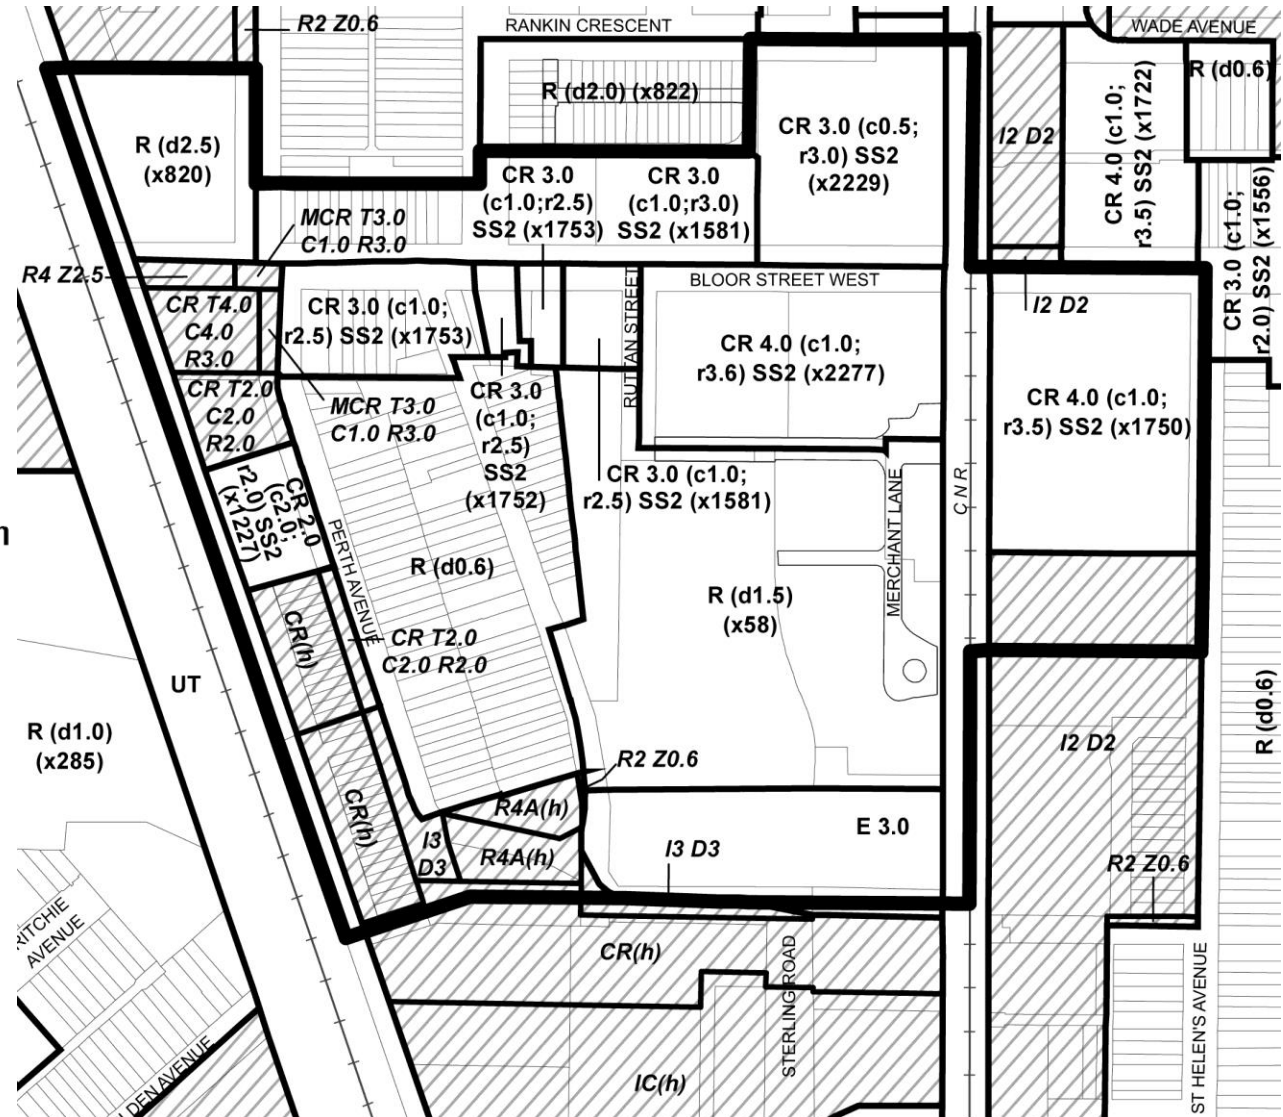 R2 Z0.6
RANKIN CRESCENT
WADE AVENUE
R (d2.0) (x822)
R (d0.6)
R (d2.5)
(x820)
CR 3.0 (c0.5;
r3.0) SS2
(x2229)
I2 D2
CR 4.0 (c1.0;
r3.5) SS2 (x1722)
CR 3.0
(c1.0;r2.5)
SS2 (x1753)
CR 3.0
(c1.0;r3.0)
SS2 (x1581)
CR 3.0 (c1.0;
r2.0) SS2 (x1556)
MCR T3.0
C1.0 R3.0
R4 Z2.5
BLOOR STREET WEST
I2 D2
CR T4.0
C4.0
R3.0
CR 3.0 (c1.0;
r2.5) SS2 (x1753)
RUTTAN STREET
CR 4.0 (c1.0;
r3.6) SS2 (x2277)
CR T2.0
C2.0
R2.0
MCR T3.0
C1.0 R3.0
CR 3.0
(c1.0;
r2.5)
SS2
(x1752)
CR 4.0 (c1.0;
r3.5) SS2 (x1750)
CR 3.0 (c1.0;
r2.5) SS2 (x1581)
MERCHANT LANE
C N R
CR 2.0
(c2.0;
r2.0) SS2
(x1227)
PERTH AVENUE
R (d0.6)
R (d1.5)
(x58)
CR(h)
CR T2.0
C2.0 R2.0
UT
R (d1.0)
(x285)
R (d0.6)
I2 D2
R2 Z0.6
CR(h)
R4A(h)
E 3.0
I3
D3
R4A(h)
I3 D3
R2 Z0.6
RITCHIE
AVENUE
CR(h)
STERLING ROAD
ST HELEN'S AVENUE
IC(h)
LDEN AVENUE